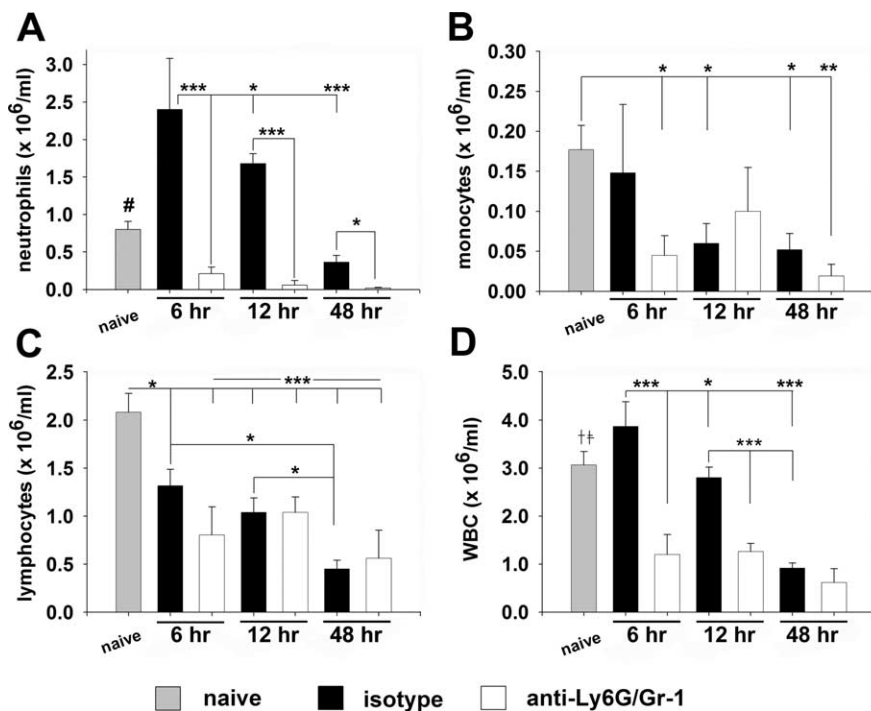 A
neutrophils (x 10⁶/ml)
3.0
2.5
2.0
1.5
1.0
0.5
0.0
*** * ***
***
*
#
naive
6 hr 12 hr 48 hr
B
monocytes (x 10⁶/ml)
0.30
0.25
0.20
0.15
0.10
0.05
0.00
* * * **
naive
6 hr 12 hr 48 hr
C
lymphocytes (x 10⁶/ml)
2.5
2.0
1.5
1.0
0.5
0.0
* ***
*
*
naive
6 hr 12 hr 48 hr
D
WBC (x 10⁶/ml)
5.0
4.0
3.0
2.0
1.0
0.0
*** * ***
***
naive
6 hr 12 hr 48 hr
naive isotype anti-Ly6G/Gr-1